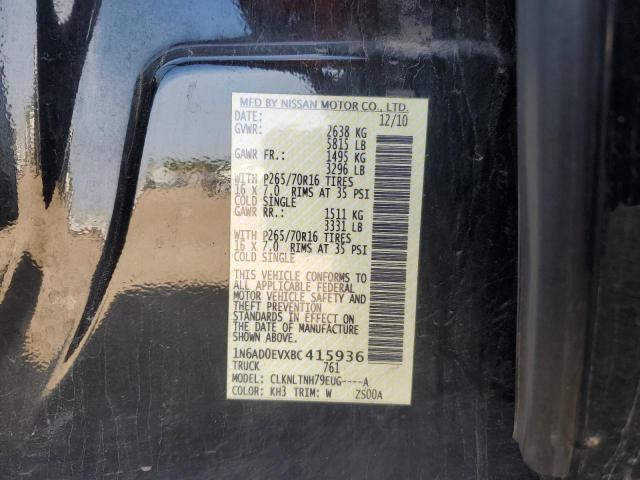 MFD BY NISSAN MOTOR CO., LTD.
DATE: 12/10
GVWR: 2638 KG
5815 LB
GAWR FR.: 1495 KG
3296 LB
WITH P265/70R16 TIRES
16 X 7.0 RIMS AT 35 PSI
COLD SINGLE
GAWR RR.: 1511 KG
3331 LB
WITH P265/70R16 TIRES
16 X 7.0 RIMS AT 35 PSI
COLD SINGLE
THIS VEHICLE CONFORMS TO
ALL APPLICABLE FEDERAL
MOTOR VEHICLE SAFETY AND
THEFT PREVENTION
STANDARDS IN EFFECT ON
THE DATE OF MANUFACTURE
SHOWN ABOVE.
1N6AD0EVXBC415936
TRUCK 761
MODEL: CLKNLTNH79EUG----A
COLOR: KH3 TRIM: W ZS00A